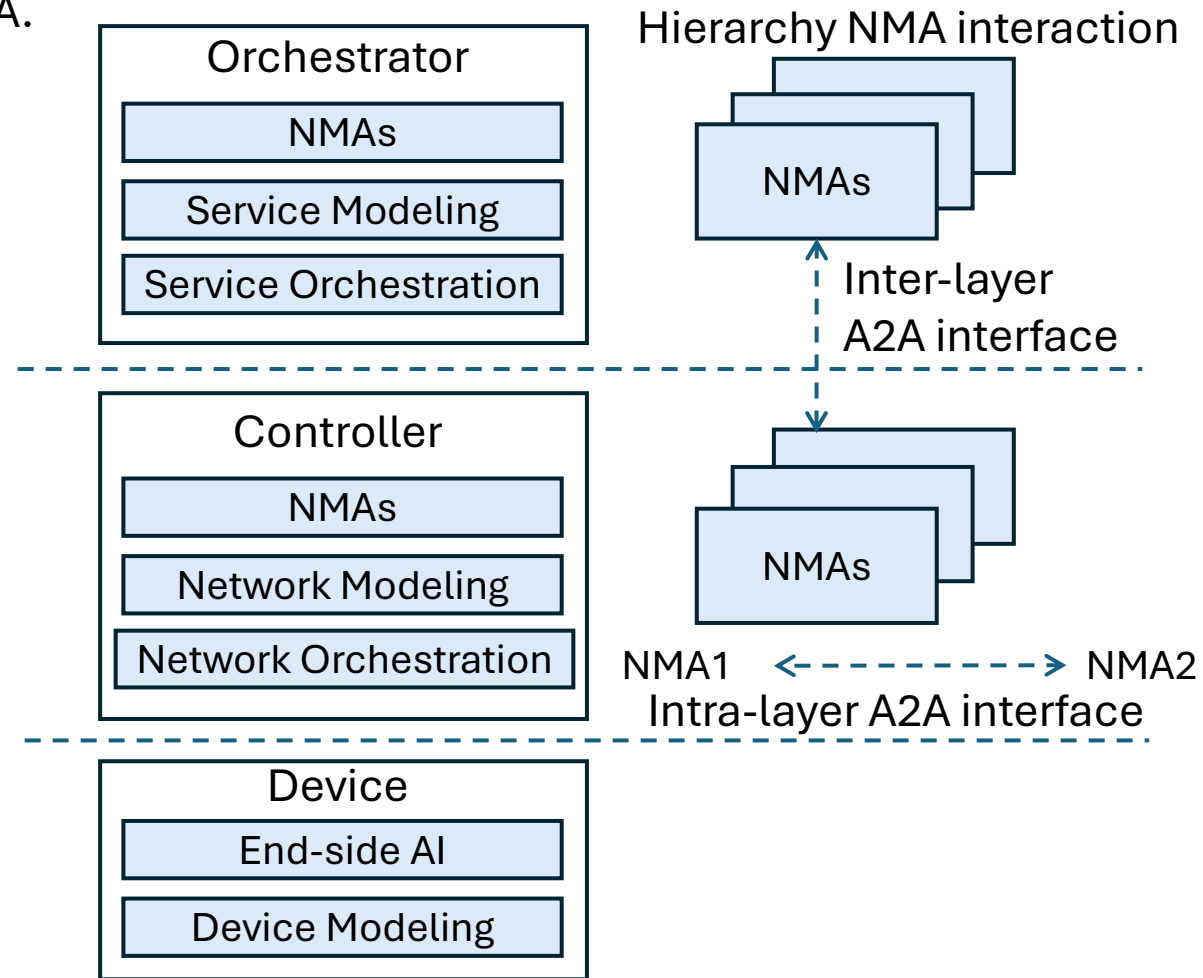 A.
Orchestrator
NMAs
Service Modeling
Service Orchestration
Hierarchy NMA interaction
NMAs
Inter-layer
A2A interface
Controller
NMAs
Network Modeling
Network Orchestration
NMAs
NMA1
NMA2
Intra-layer A2A interface
Device
End-side AI
Device Modeling